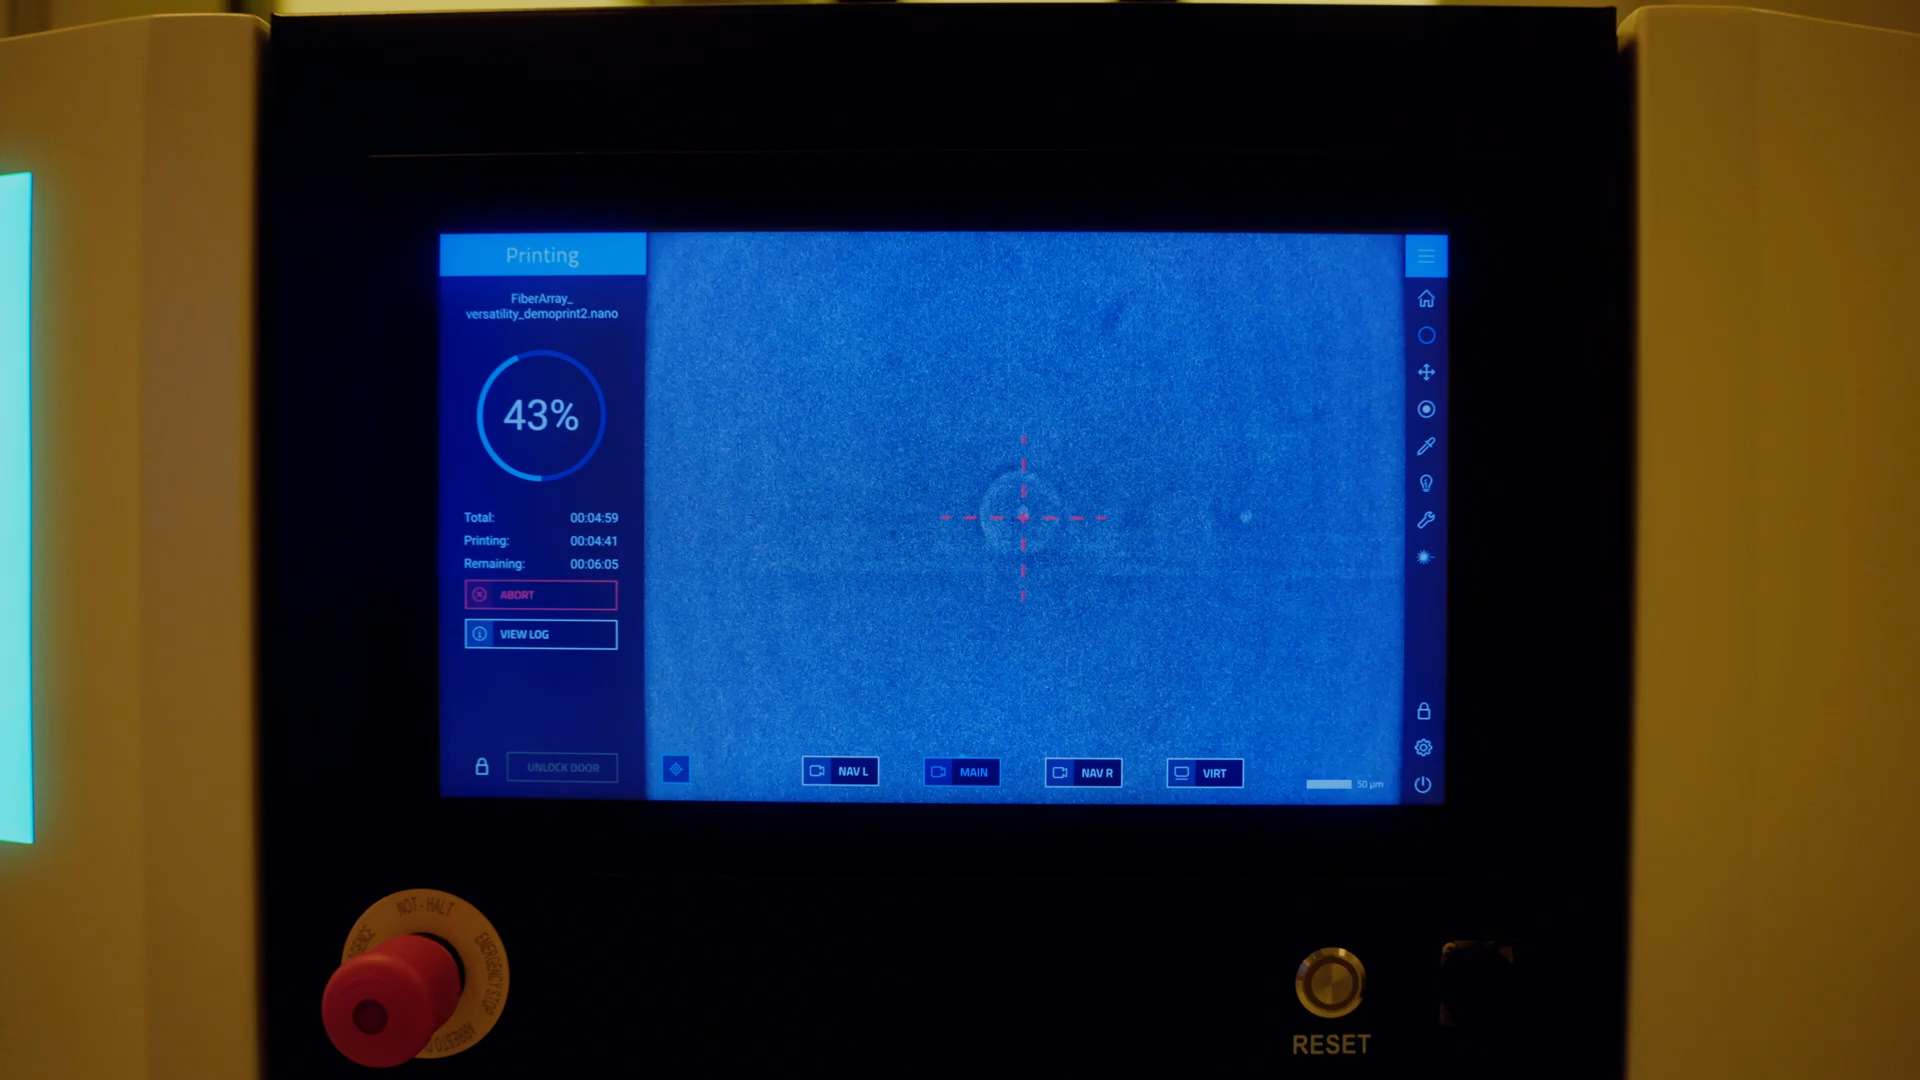 Printing
FiberArray_
versatility_demoprint2.nano
43%
Total: 00:04:59
Printing: 00:04:41
Remaining: 00:06:05
ABORT
VIEW LOG
UNLOCK DOOR
NAV L
MAIN
NAV R
VIRT
50 µm
NOT-HALT
EMERGENCY STOP
ARRESTO
RESET